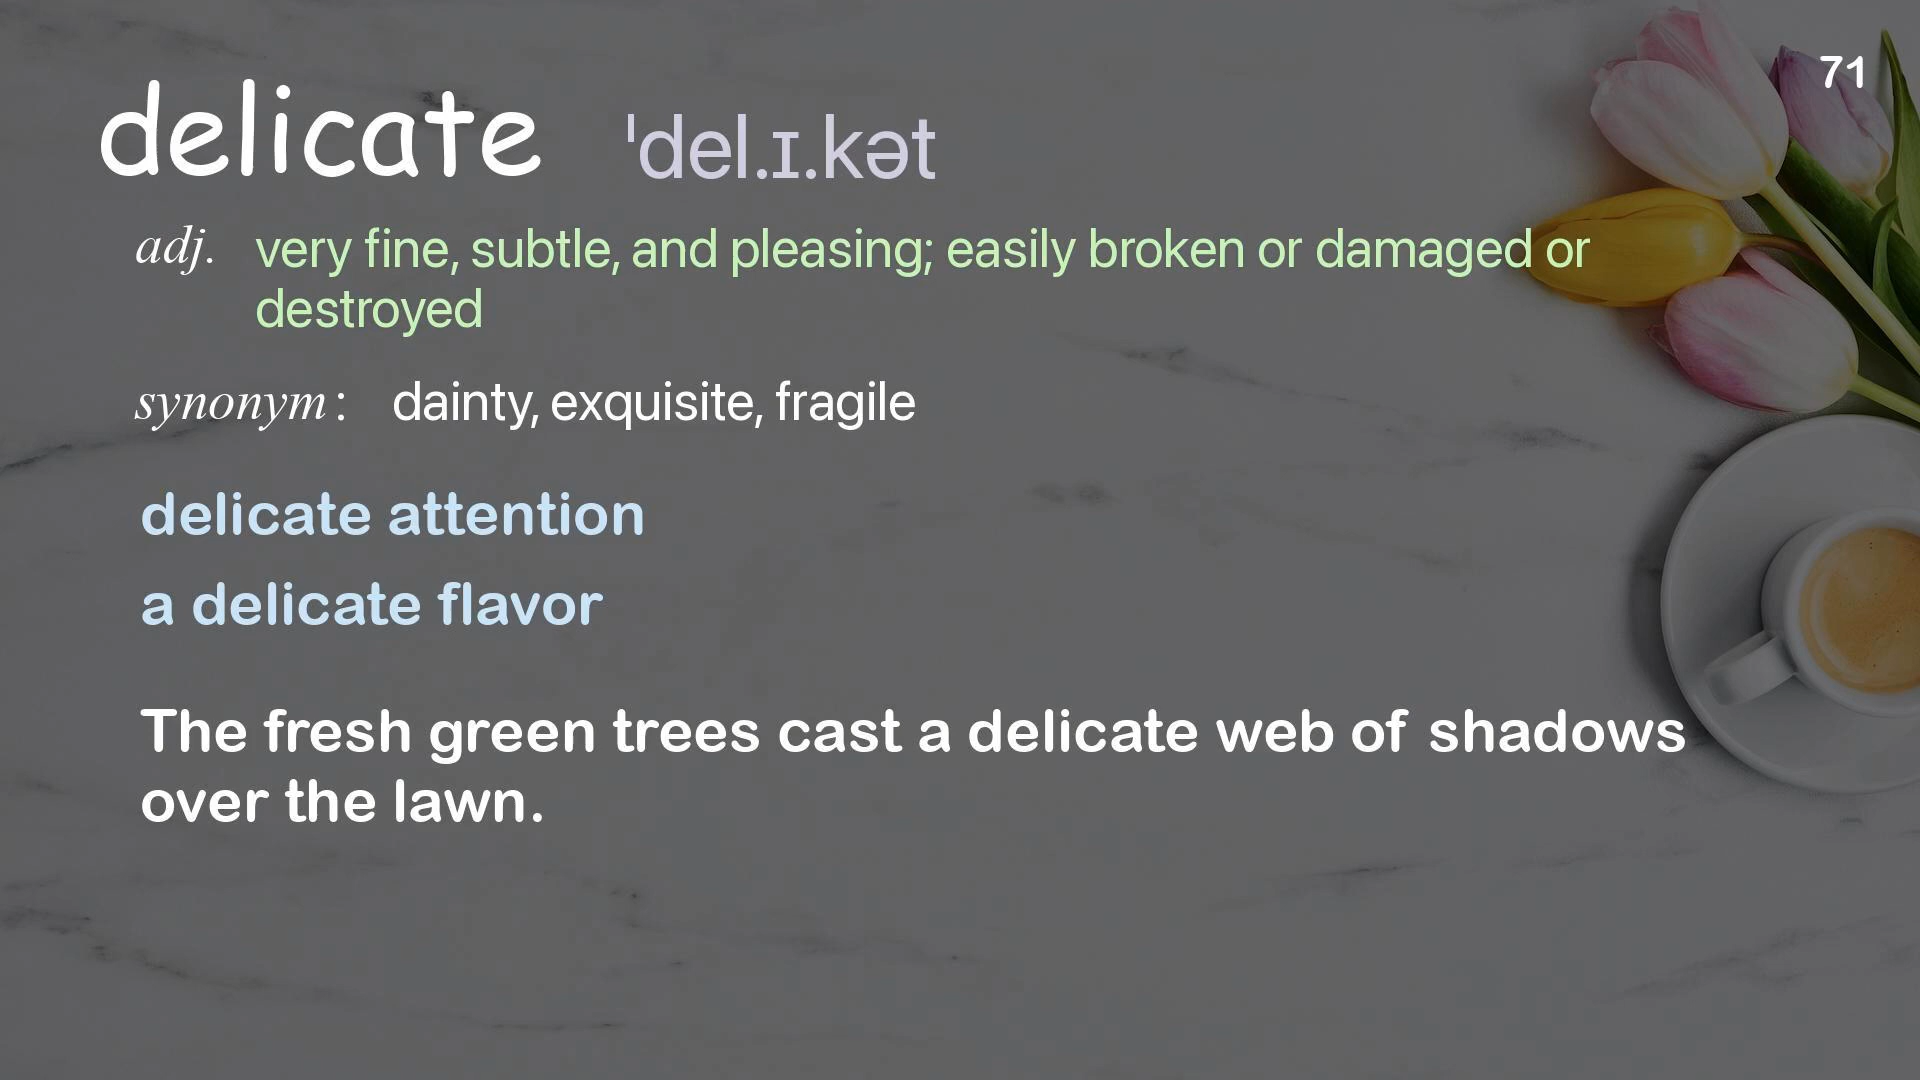 71
delicate ˈdel.ɪ.kət
adj. very fine, subtle, and pleasing; easily broken or damaged or
destroyed
synonym: dainty, exquisite, fragile
delicate attention
a delicate flavor
The fresh green trees cast a delicate web of shadows
over the lawn.